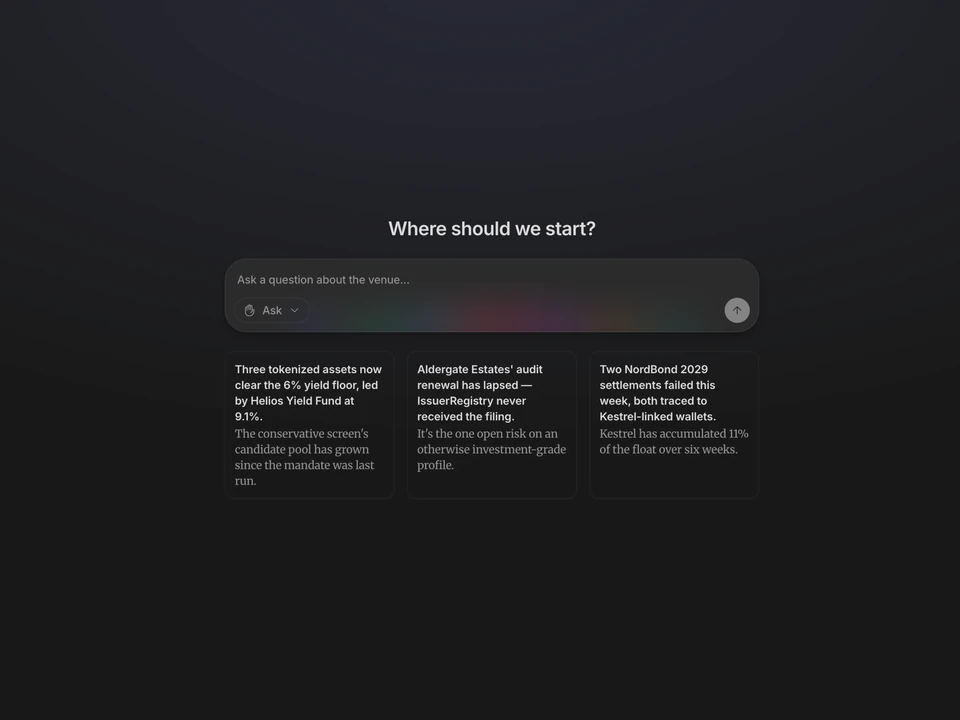 Where should we start?
Ask a question about the venue...
Ask
Three tokenized assets now
clear the 6% yield floor, led
by Helios Yield Fund at
9.1%.
The conservative screen's
candidate pool has grown
since the mandate was last
run.
Aldergate Estates' audit
renewal has lapsed —
IssuerRegistry never
received the filing.
It's the one open risk on an
otherwise investment-grade
profile.
Two NordBond 2029
settlements failed this
week, both traced to
Kestrel-linked wallets.
Kestrel has accumulated 11%
of the float over six weeks.